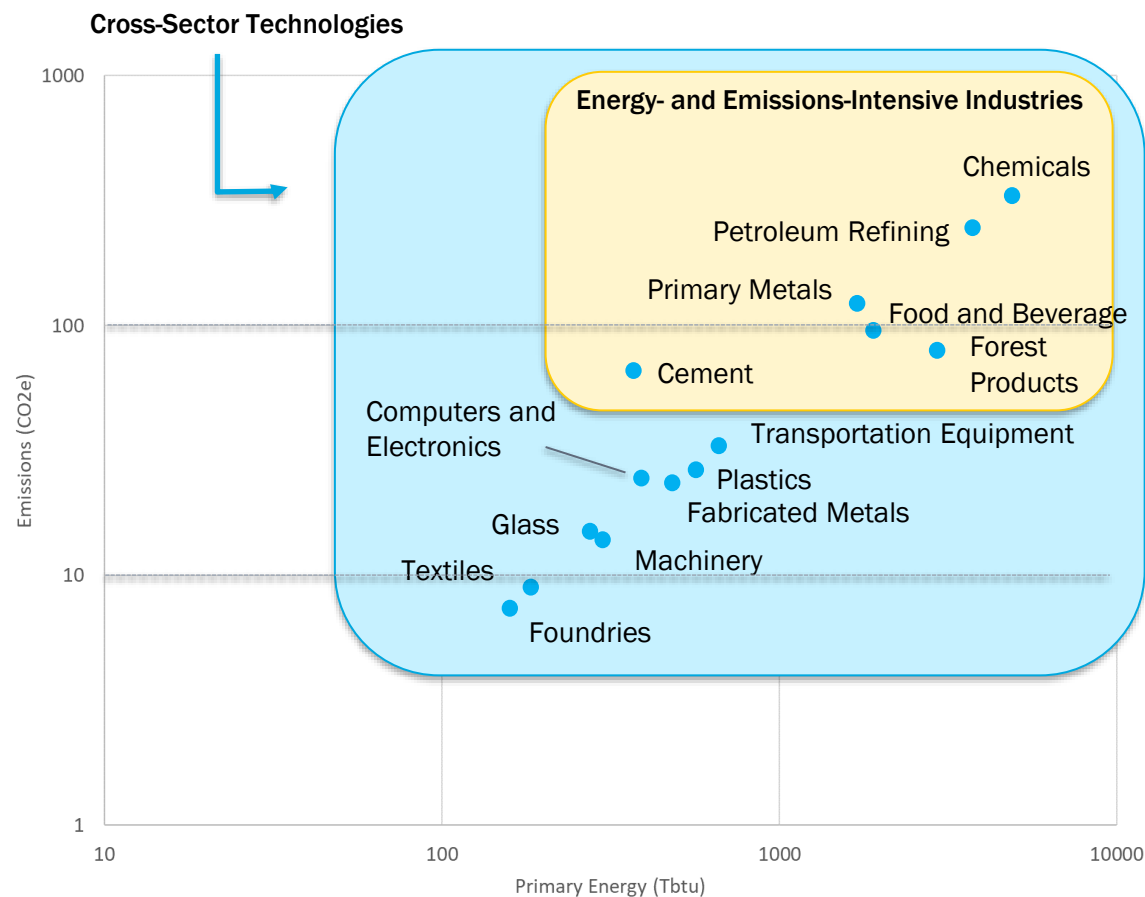 Cross-Sector Technologies
1000
Energy- and Emissions-Intensive Industries
Chemicals
Petroleum Refining
Primary Metals
Food and Beverage
100
Forest
Products
Cement
Computers and
Electronics
Transportation Equipment
Plastics
Fabricated Metals
Glass
Machinery
Textiles
10
Foundries
1
Emissions (CO2e)
10
100
1000
10000
Primary Energy (Tbtu)